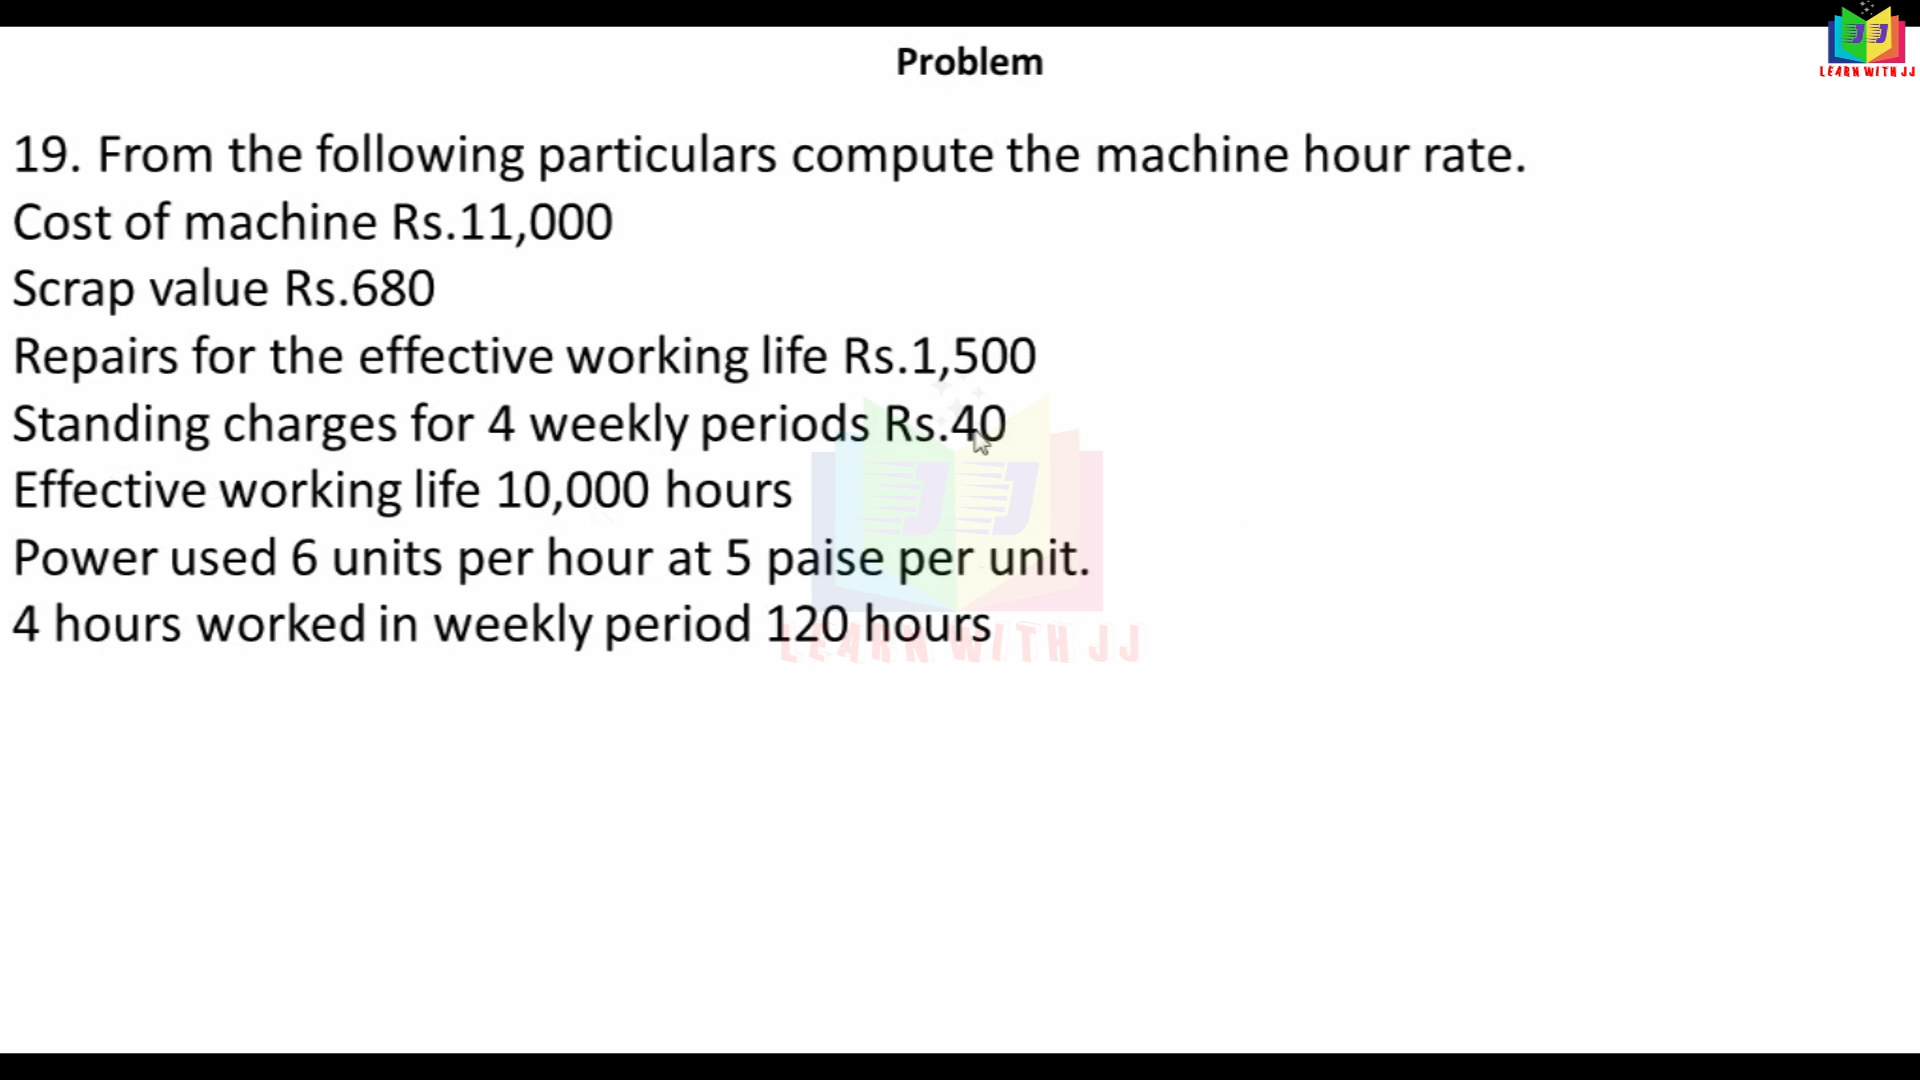 Problem
LEARN WITH JJ
19. From the following particulars compute the machine hour rate.
Cost of machine Rs.11,000
Scrap value Rs.680
Repairs for the effective working life Rs.1,500
Standing charges for 4 weekly periods Rs.40
Effective working life 10,000 hours
Power used 6 units per hour at 5 paise per unit.
4 hours worked in weekly period 120 hours
LEARN WITH JJ